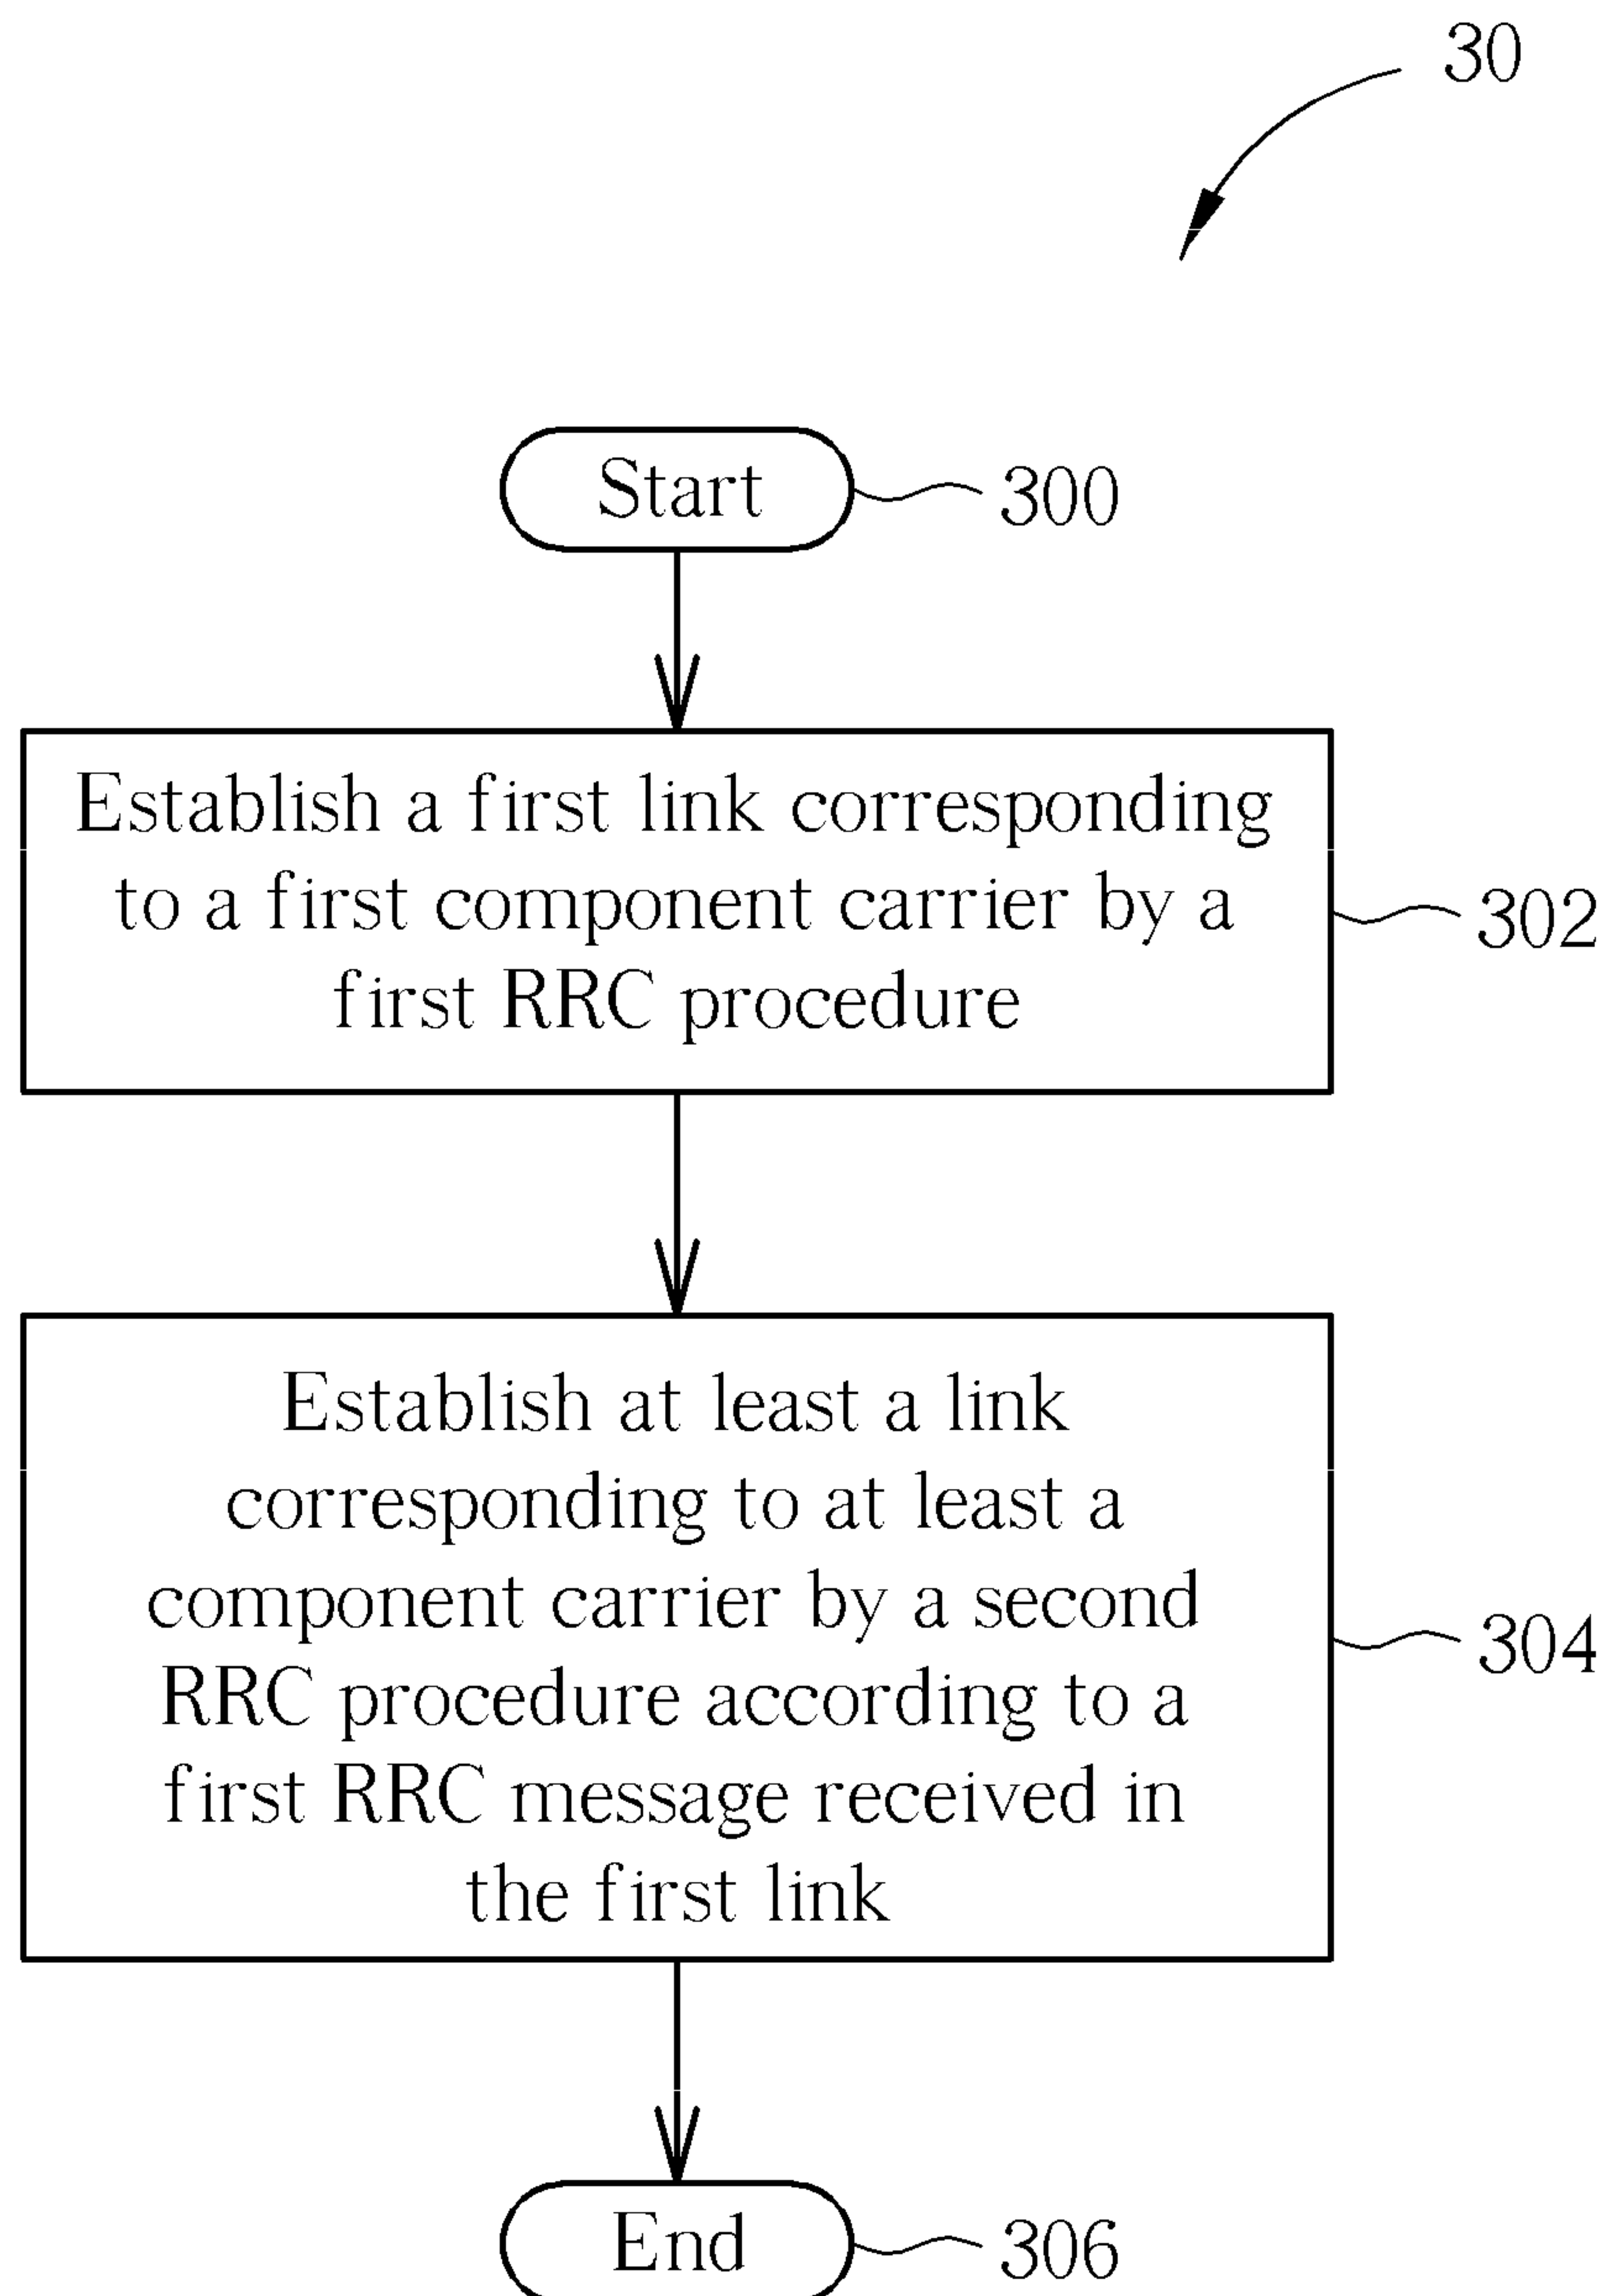 30
Start
300
Establish a first link corresponding
to a first component carrier by a
first RRC procedure
302
Establish at least a link
corresponding to at least a
component carrier by a second
RRC procedure according to a
first RRC message received in
the first link
304
End
306